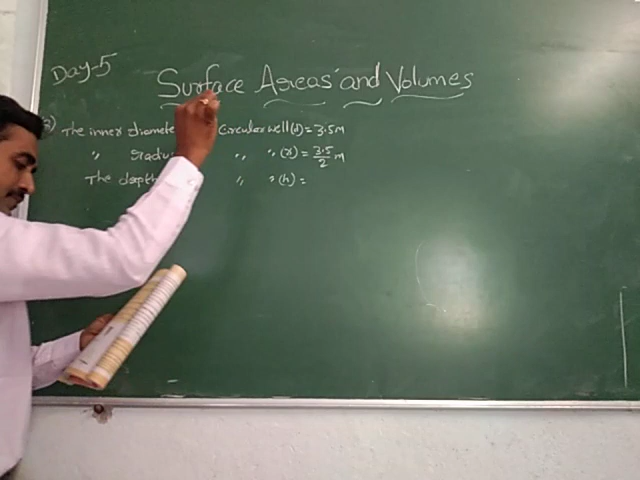 Day-5
Surface Areas and Volumes
The inner diamete circular well(d) = 3.5m
" radiu " " (r) = 3.5/2 m
The depth " " (h) =